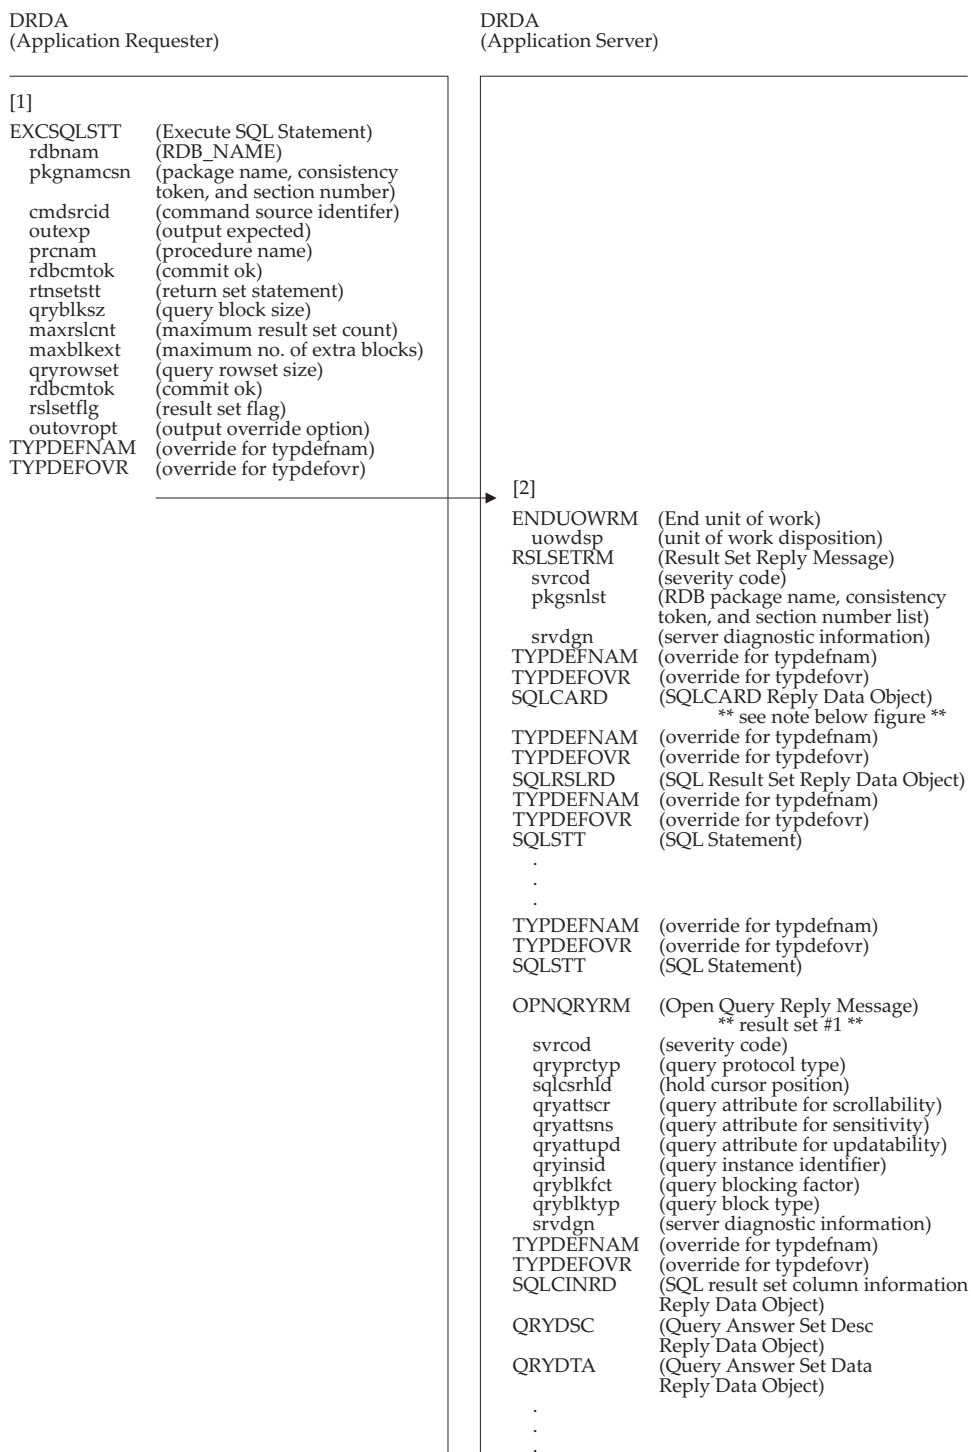 DRDA
(Application Requester)
DRDA
(Application Server)
[1]
EXCSQLSTT (Execute SQL Statement)
rdbnam (RDB_NAME)
pkgnamcsn (package name, consistency
token, and section number)
cmdsrcid (command source identifer)
outexp (output expected)
prcnam (procedure name)
rdbcmtok (commit ok)
rtnsetstt (return set statement)
qryblksz (query block size)
maxrslcnt (maximum result set count)
maxblkext (maximum no. of extra blocks)
qryrowset (query rowset size)
rdbcmtok (commit ok)
rslsetflg (result set flag)
outovropt (output override option)
TYPDEFNAM (override for typdefnam)
TYPDEFOVR (override for typdefovr)
[2]
ENDUOWRM (End unit of work)
uowdsp (unit of work disposition)
RSLSETRM (Result Set Reply Message)
svrcod (severity code)
pkgsnlst (RDB package name, consistency
token, and section number list)
srvdgn (server diagnostic information)
TYPDEFNAM (override for typdefnam)
TYPDEFOVR (override for typdefovr)
SQLCARD (SQLCARD Reply Data Object)
** see note below figure **
TYPDEFNAM (override for typdefnam)
TYPDEFOVR (override for typdefovr)
SQLRSLRD (SQL Result Set Reply Data Object)
TYPDEFNAM (override for typdefnam)
TYPDEFOVR (override for typdefovr)
SQLSTT (SQL Statement)
.
.
.
TYPDEFNAM (override for typdefnam)
TYPDEFOVR (override for typdefovr)
SQLSTT (SQL Statement)
OPNQRYRM (Open Query Reply Message)
** result set #1 **
svrcod (severity code)
qryprctyp (query protocol type)
sqlcsrhld (hold cursor position)
qryattscr (query attribute for scrollability)
qryattsns (query attribute for sensitivity)
qryattupd (query attribute for updatability)
qryinsid (query instance identifier)
qryblkfct (query blocking factor)
qryblktyp (query block type)
srvdgn (server diagnostic information)
TYPDEFNAM (override for typdefnam)
TYPDEFOVR (override for typdefovr)
SQLCINRD (SQL result set column information
Reply Data Object)
QRYDSC (Query Answer Set Desc
Reply Data Object)
QRYDTA (Query Answer Set Data
Reply Data Object)
.
.
.